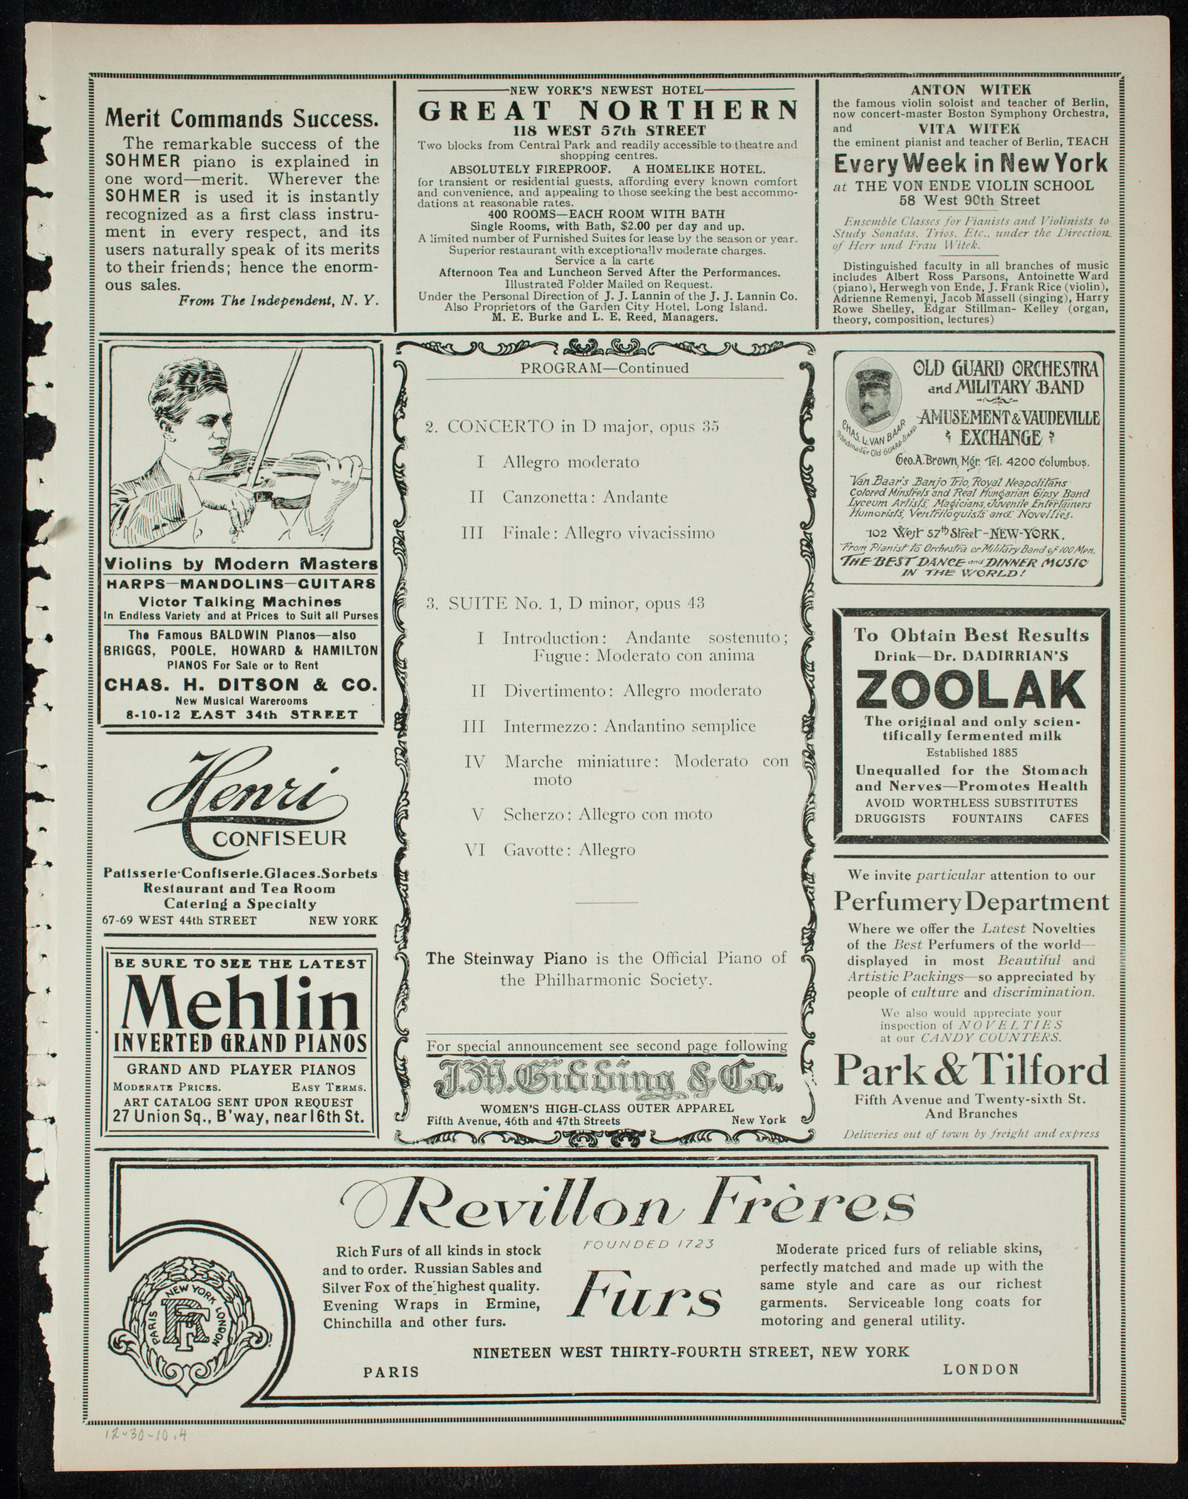 Merit Commands Success.
The remarkable success of the
SOHMER piano is explained in
one word—merit. Wherever the
SOHMER is used it is instantly
recognized as a first class instru-
ment in every respect, and its
users naturally speak of its merits
to their friends; hence the enorm-
ous sales.
From The Independent, N. Y.
NEW YORK'S NEWEST HOTEL
GREAT NORTHERN
118 WEST 57th STREET
Two blocks from Central Park and readily accessible to theatre and
shopping centres.
ABSOLUTELY FIREPROOF. A HOMELIKE HOTEL.
for transient or residential guests, affording every known comfort
and convenience, and appealing to those seeking the best accommo-
dations at reasonable rates.
400 ROOMS—EACH ROOM WITH BATH
Single Rooms, with Bath, $2.00 per day and up.
A limited number of Furnished Suites for lease by the season or year.
Superior restaurant with exceptionally moderate charges.
Service a la carte
Afternoon Tea and Luncheon Served After the Performances.
Illustrated Folder Mailed on Request.
Under the Personal Direction of J. J. Lannin of the J. J. Lannin Co.
Also Proprietors of the Garden City Hotel, Long Island.
M. E. Burke and L. E. Reed, Managers.
ANTON WITEK
the famous violin soloist and teacher of Berlin,
now concert-master Boston Symphony Orchestra,
and VITA WITEK
the eminent pianist and teacher of Berlin, TEACH
Every Week in New York
at THE VON ENDE VIOLIN SCHOOL
58 West 90th Street
Ensemble Classes for Pianists and Violinists to
Study Sonatas, Trios, Etc., under the Direction
of Herr und Frau Witek.
Distinguished faculty in all branches of music
includes Albert Ross Parsons, Antoinette Ward
(piano), Herwegh von Ende, J. Frank Rice (violin),
Adrienne Remenyi, Jacob Massell (singing), Harry
Rowe Shelley, Edgar Stillman- Kelley (organ,
theory, composition, lectures)
Violins by Modern Masters
HARPS—MANDOLINS—GUITARS
Victor Talking Machines
In Endless Variety and at Prices to Suit all Purses
The Famous BALDWIN Pianos—also
BRIGGS, POOLE, HOWARD & HAMILTON
PIANOS For Sale or to Rent
CHAS. H. DITSON & CO.
New Musical Warerooms
8-10-12 EAST 34th STREET
Henri
CONFISEUR
Patisserie-Confiserie.Glaces.Sorbets
Restaurant and Tea Room
Catering a Specialty
67-69 WEST 44th STREET NEW YORK
BE SURE TO SEE THE LATEST
Mehlin
INVERTED GRAND PIANOS
GRAND AND PLAYER PIANOS
MODERATE PRICES. EASY TERMS.
ART CATALOG SENT UPON REQUEST
27 Union Sq., B'way, near 16th St.
PROGRAM—Continued
2. CONCERTO in D major, opus 35
I Allegro moderato
II Canzonetta: Andante
III Finale: Allegro vivacissimo
3. SUITE No. 1, D minor, opus 43
I Introduction: Andante sostenuto;
Fugue: Moderato con anima
II Divertimento: Allegro moderato
III Intermezzo: Andantino semplice
IV Marche miniature: Moderato con
moto
V Scherzo: Allegro con moto
VI Gavotte: Allegro
The Steinway Piano is the Official Piano of
the Philharmonic Society.
For special announcement see second page following
J.M. Gidding & Co.
WOMEN'S HIGH-CLASS OUTER APPAREL
Fifth Avenue, 46th and 47th Streets New York
OLD GUARD ORCHESTRA
and MILITARY BAND
AMUSEMENT & VAUDEVILLE
EXCHANGE
CHAS. L. VAN BAAR
Bandmaster Old Guard Band
Geo. A. Brown, Mgr. Tel. 4200 Columbus.
Van Baar's Banjo Trio, Royal Neapolitans
Colored Minstrels and Real Hungarian Gipsy Band
Lyceum Artists, Magicians, Juvenile Entertainers
Humorists, Ventriloquists and Novelties.
102 West 57th Street—NEW-YORK.
From Pianist to Orchestra or Military Band of 100 Men.
THE BEST DANCE and DINNER MUSIC
IN THE WORLD!
To Obtain Best Results
Drink—Dr. DADIRRIAN'S
ZOOLAK
The original and only scien-
tifically fermented milk
Established 1885
Unequalled for the Stomach
and Nerves—Promotes Health
AVOID WORTHLESS SUBSTITUTES
DRUGGISTS FOUNTAINS CAFES
We invite particular attention to our
Perfumery Department
Where we offer the Latest Novelties
of the Best Perfumers of the world—
displayed in most Beautiful and
Artistic Packings—so appreciated by
people of culture and discrimination.
We also would appreciate your
inspection of NOVELTIES
at our CANDY COUNTERS.
Park & Tilford
Fifth Avenue and Twenty-sixth St.
And Branches
Deliveries out of town by freight and express
Revillon Frères
FOUNDED 1723
Furs
Rich Furs of all kinds in stock
and to order. Russian Sables and
Silver Fox of the highest quality.
Evening Wraps in Ermine,
Chinchilla and other furs.
Moderate priced furs of reliable skins,
perfectly matched and made up with the
same style and care as our richest
garments. Serviceable long coats for
motoring and general utility.
PARIS NEW YORK LONDON
RF
NINETEEN WEST THIRTY-FOURTH STREET, NEW YORK
PARIS LONDON
12-30-10.4